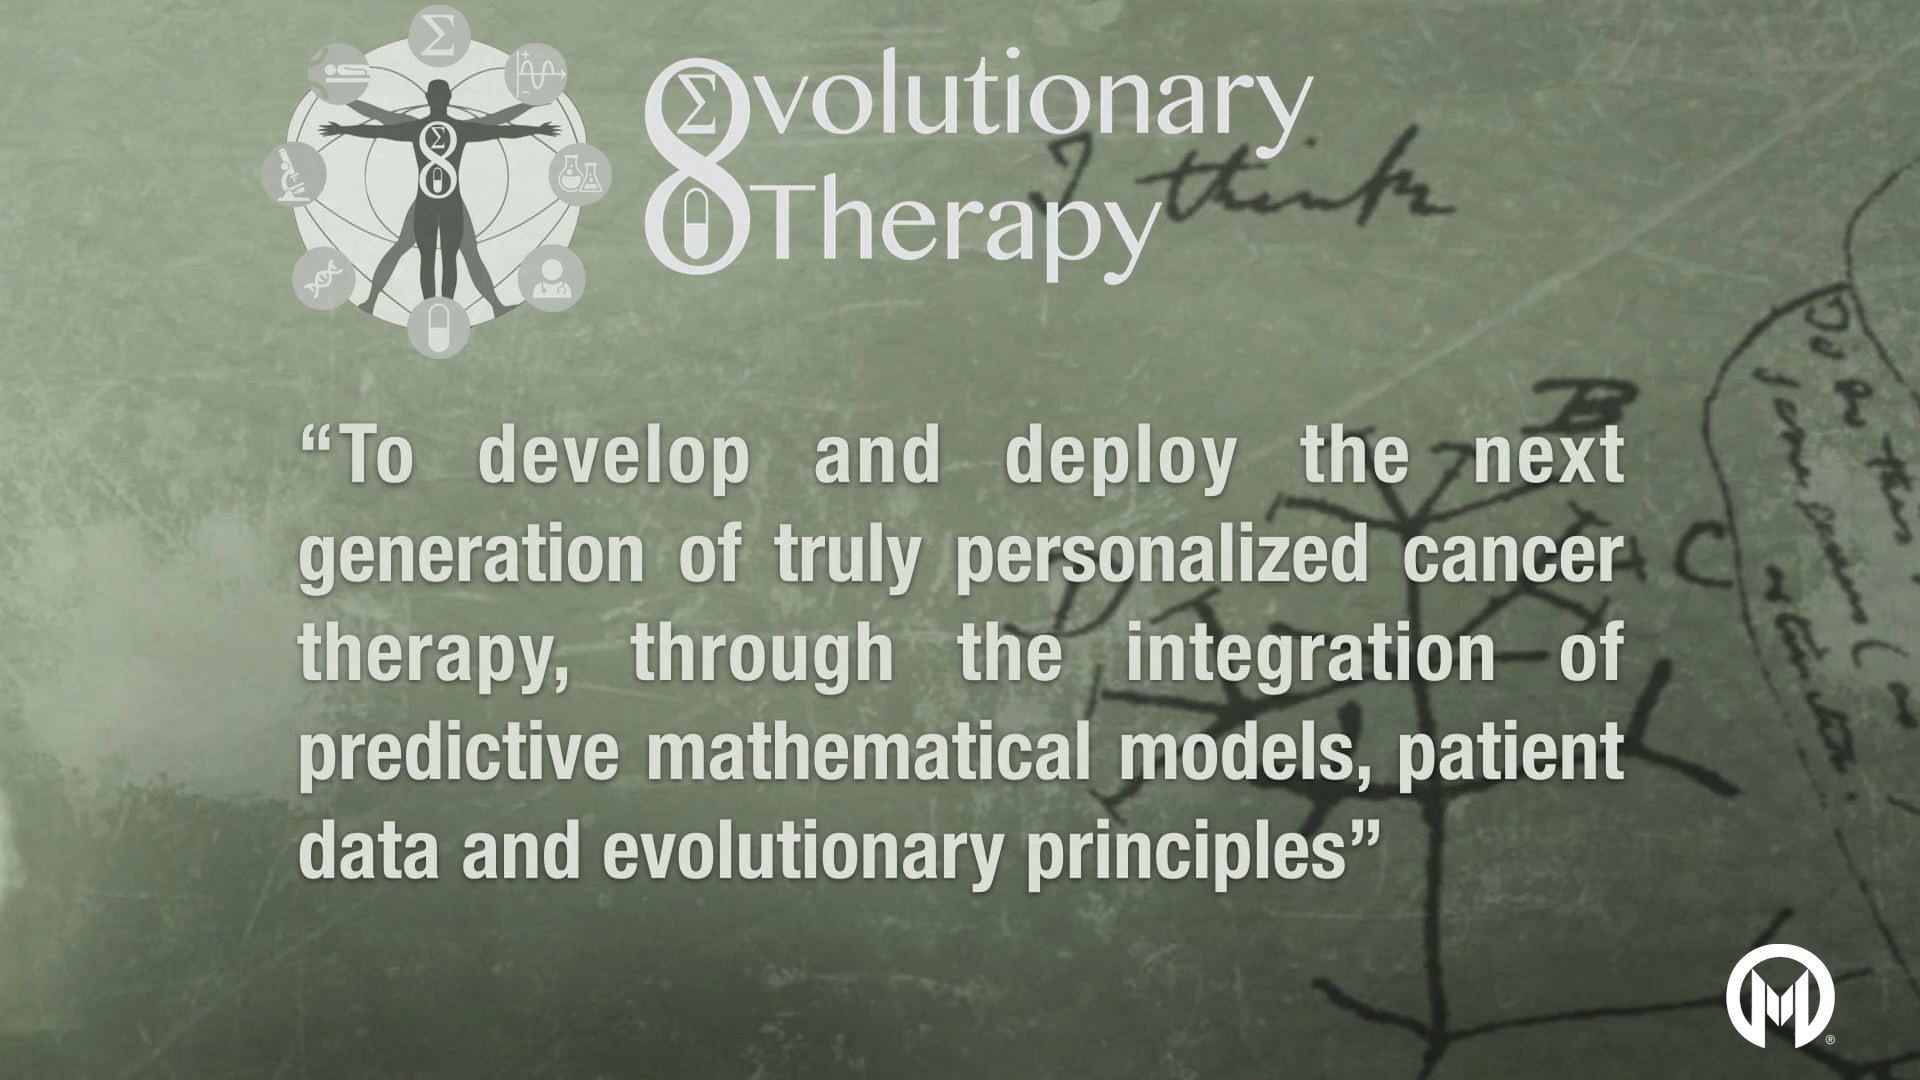 Evolutionary
Therapy
I think
“To develop and deploy the next
generation of truly personalized cancer
therapy, through the integration of
predictive mathematical models, patient
data and evolutionary principles”
B
C
D